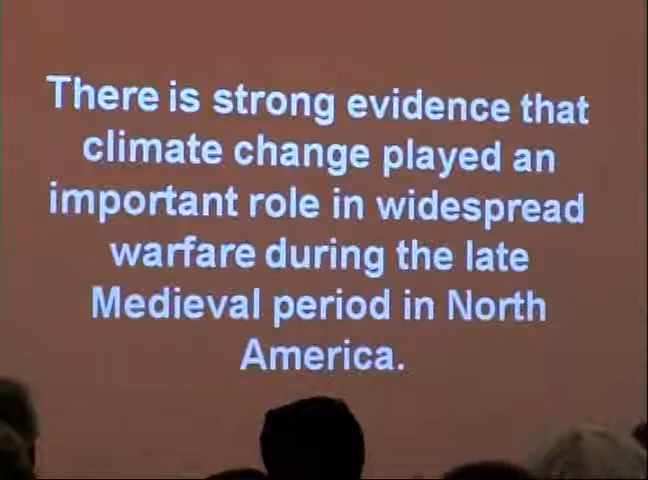 There is strong evidence that
climate change played an
important role in widespread
warfare during the late
Medieval period in North
America.